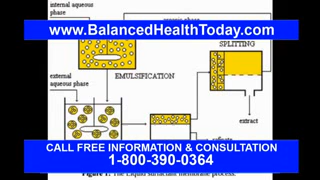 internal aqueous
organic phase
www.BalancedHealthToday.com
SPLITTING
external
aqueous
phase
EMULSIFICATION
extract
CALL FREE INFORMATION & CONSULTATION
1-800-390-0364
Figure 1: The Liquid surfactant membrane process.